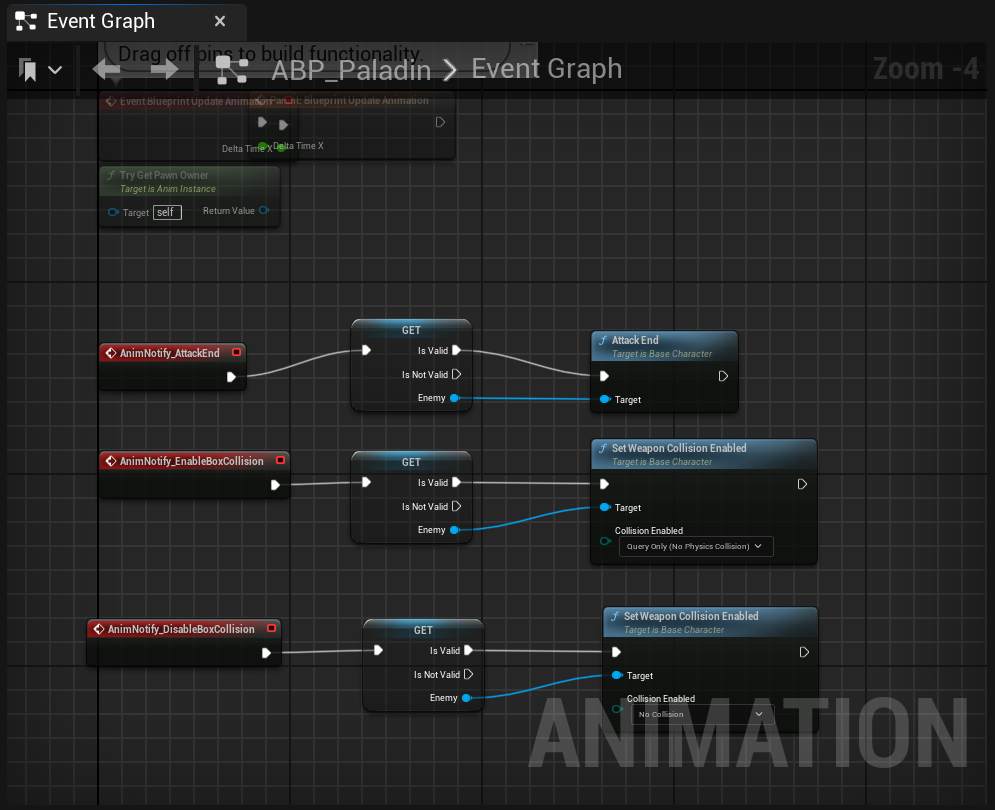 Event Graph
Drag off pins to build functionality.
ABP_Paladin > Event Graph
Zoom -4
Event Blueprint Update Animation
Parent: Blueprint Update Animation
Delta Time X
Delta Time X
Try Get Pawn Owner
Target is Anim Instance
Target self
Return Value
AnimNotify_AttackEnd
GET
Is Valid
Is Not Valid
Enemy
Attack End
Target is Base Character
Target
AnimNotify_EnableBoxCollision
GET
Is Valid
Is Not Valid
Enemy
Set Weapon Collision Enabled
Target is Base Character
Target
Collision Enabled
Query Only (No Physics Collision)
AnimNotify_DisableBoxCollision
GET
Is Valid
Is Not Valid
Enemy
Set Weapon Collision Enabled
Target is Base Character
Target
Collision Enabled
No Collision
ANIMATION